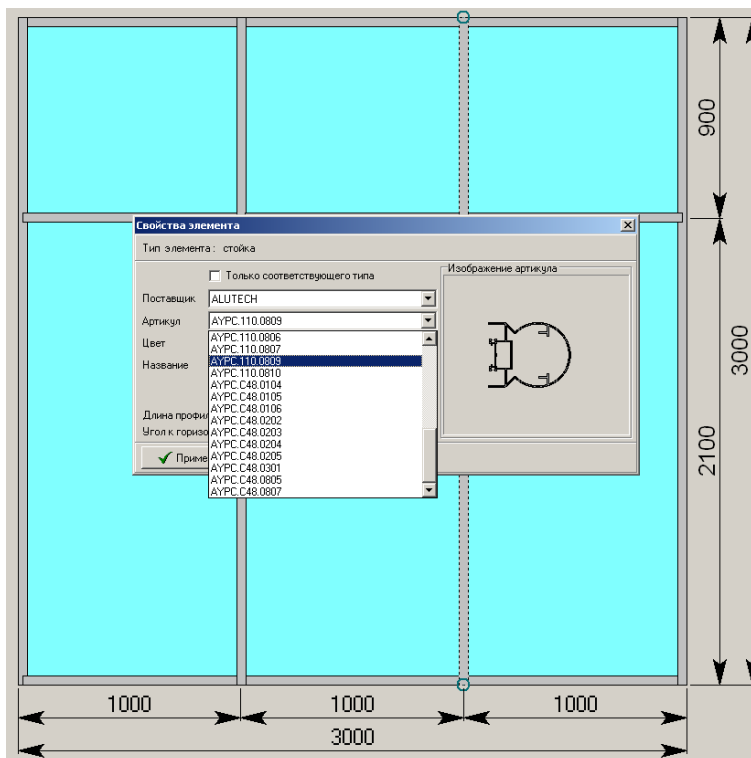 900
Свойства элемента
Тип элемента: стойка
Только соответствующего типа
Изображение артикула
Поставщик ALUTECH
Артикул AYPC.110.0809
Цвет
Название
AYPC.110.0806
AYPC.110.0807
AYPC.110.0809
AYPC.110.0810
AYPC.C48.0104
AYPC.C48.0105
AYPC.C48.0106
AYPC.C48.0202
AYPC.C48.0203
AYPC.C48.0204
AYPC.C48.0205
AYPC.C48.0301
AYPC.C48.0805
AYPC.C48.0807
Длина профи
Угол к горизо
Приме
3000
2100
1000 1000 1000
3000